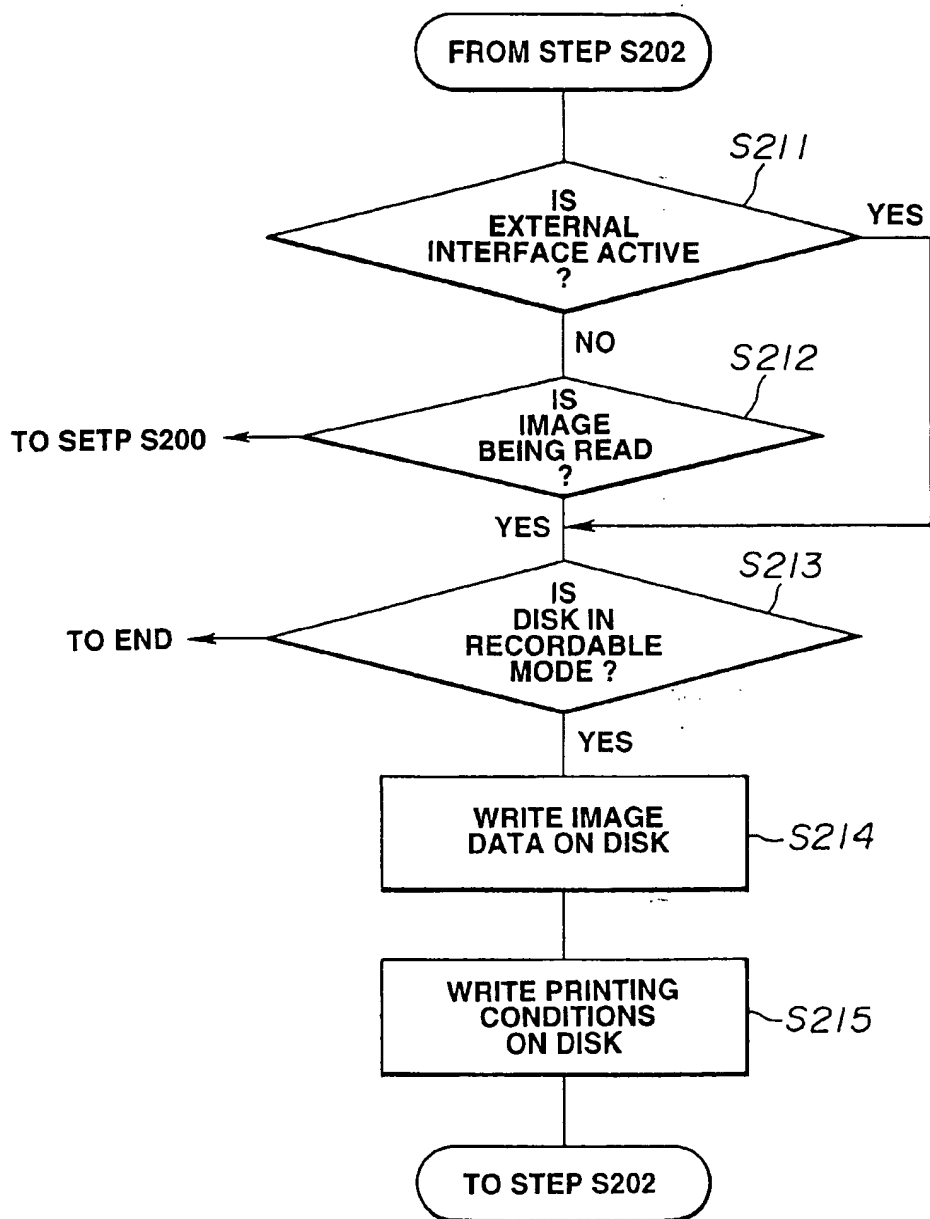 FROM STEP S202
S211
IS
EXTERNAL
INTERFACE ACTIVE
?
YES
NO
S212
IS
IMAGE
BEING READ
?
TO SETP S200
YES
S213
IS
DISK IN
RECORDABLE
MODE ?
TO END
YES
WRITE IMAGE
DATA ON DISK
S214
WRITE PRINTING
CONDITIONS
ON DISK
S215
TO STEP S202